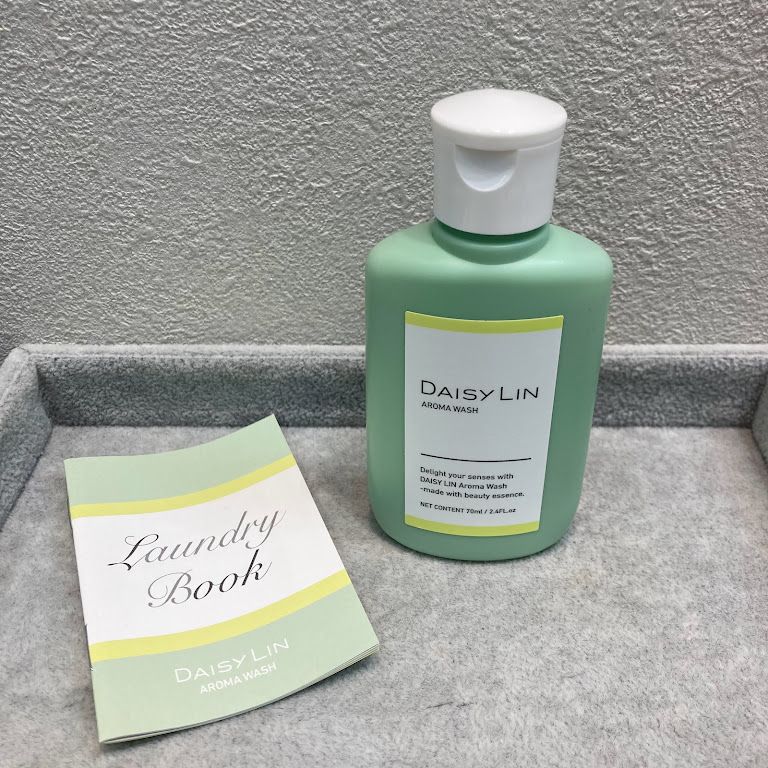 Laundry
Book
DAISY LIN
AROMA WASH
DAISY LIN
AROMA WASH
Delight your senses with
DAISY LIN Aroma Wash
-made with beauty essence.
NET CONTENT 70ml / 2.4FL.oz